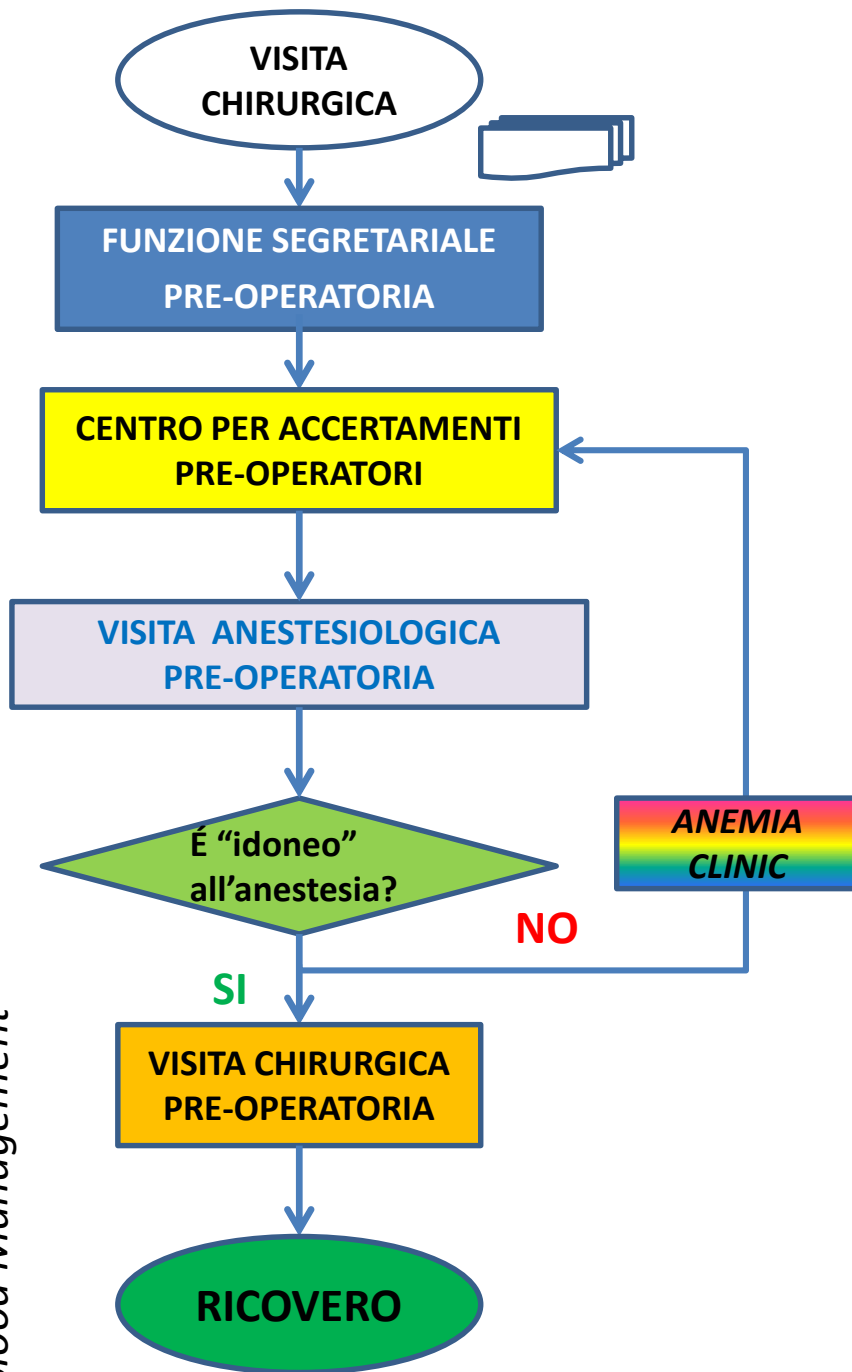 VISITA
CHIRURGICA
FUNZIONE SEGRETARIALE
PRE-OPERATORIA
CENTRO PER ACCERTAMENTI
PRE-OPERATORI
VISITA ANESTESIOLOGICA
PRE-OPERATORIA
É “idoneo”
all'anestesia?
ANEMIA
CLINIC
NO
SI
VISITA CHIRURGICA
PRE-OPERATORIA
RICOVERO
Management